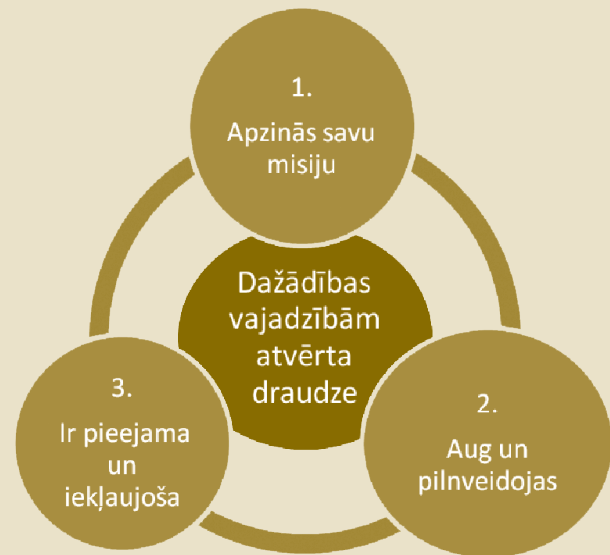 1.
Apzinās savu
misiju
Dažādības
vajadzībām
atvērta
draudze
2.
Aug un
pilnveidojas
3.
Ir pieejama
un
iekļaujoša